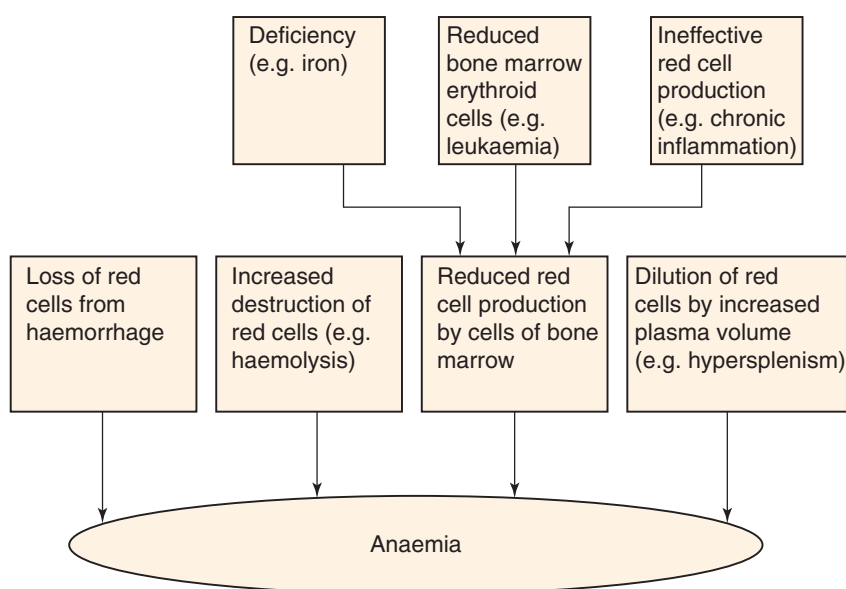 Deficiency
(e.g. iron)
Reduced
bone marrow
erythroid
cells (e.g.
leukaemia)
Ineffective
red cell
production
(e.g. chronic
inflammation)
Loss of red
cells from
haemorrhage
Increased
destruction of
red cells (e.g.
haemolysis)
Reduced red
cell production
by cells of bone
marrow
Dilution of red
cells by increased
plasma volume
(e.g. hypersplenism)
Anaemia